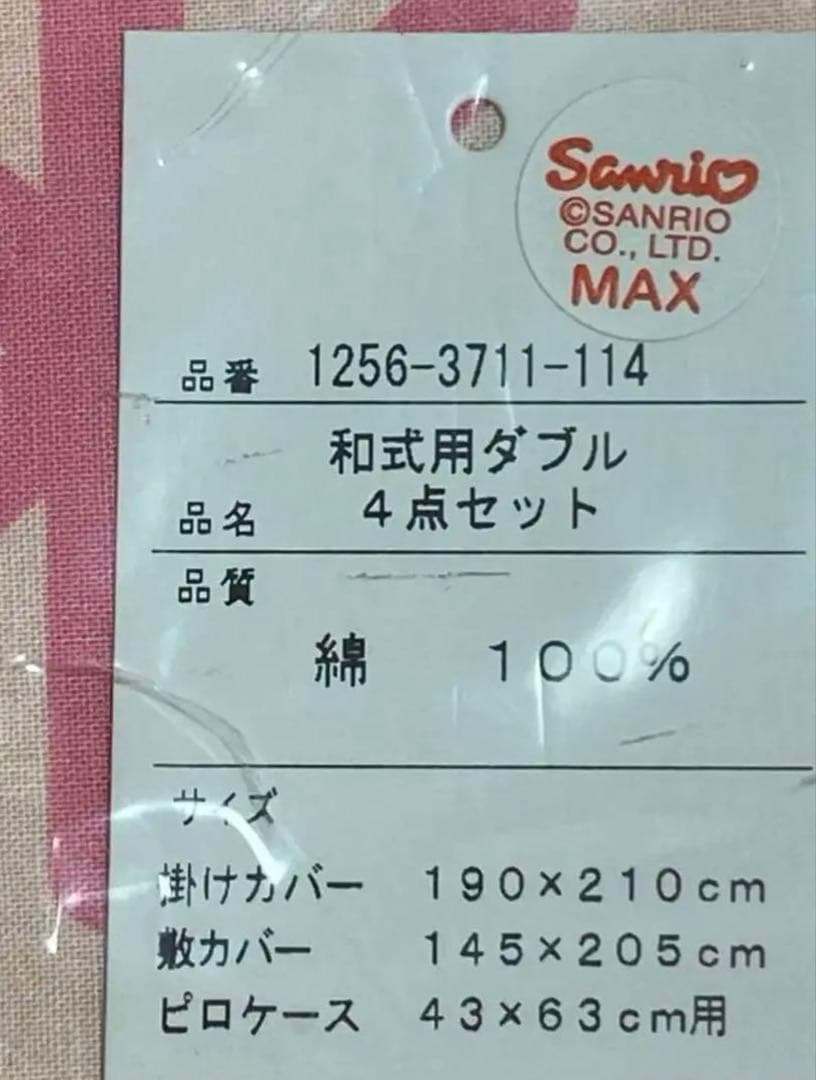 Sanrio
©SANRIO
CO., LTD.
MAX
品番 1256-3711-114
和式用ダブル
品名 4点セット
品質
綿 100%
サイズ
掛けカバー 190×210cm
敷カバー 145×205cm
ピロケース 43×63cm用